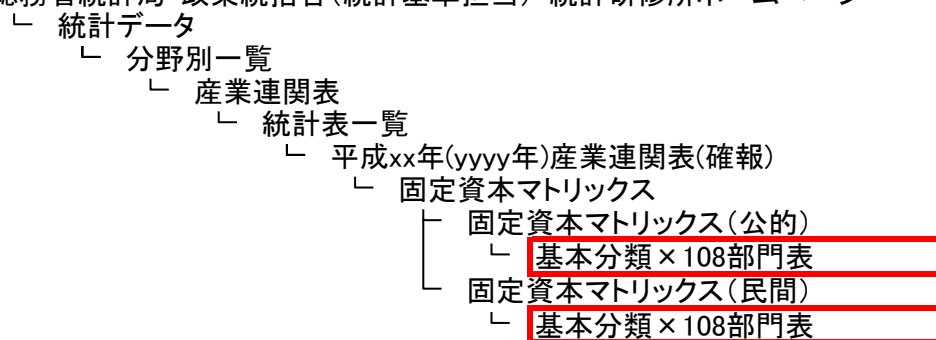 統計データ
分野別一覧
産業連関表
統計表一覧
平成xx年(yyyy年)産業連関表(確報)
固定資本マトリックス
固定資本マトリックス(公的)
基本分類×108部門表
固定資本マトリックス(民間)
基本分類×108部門表